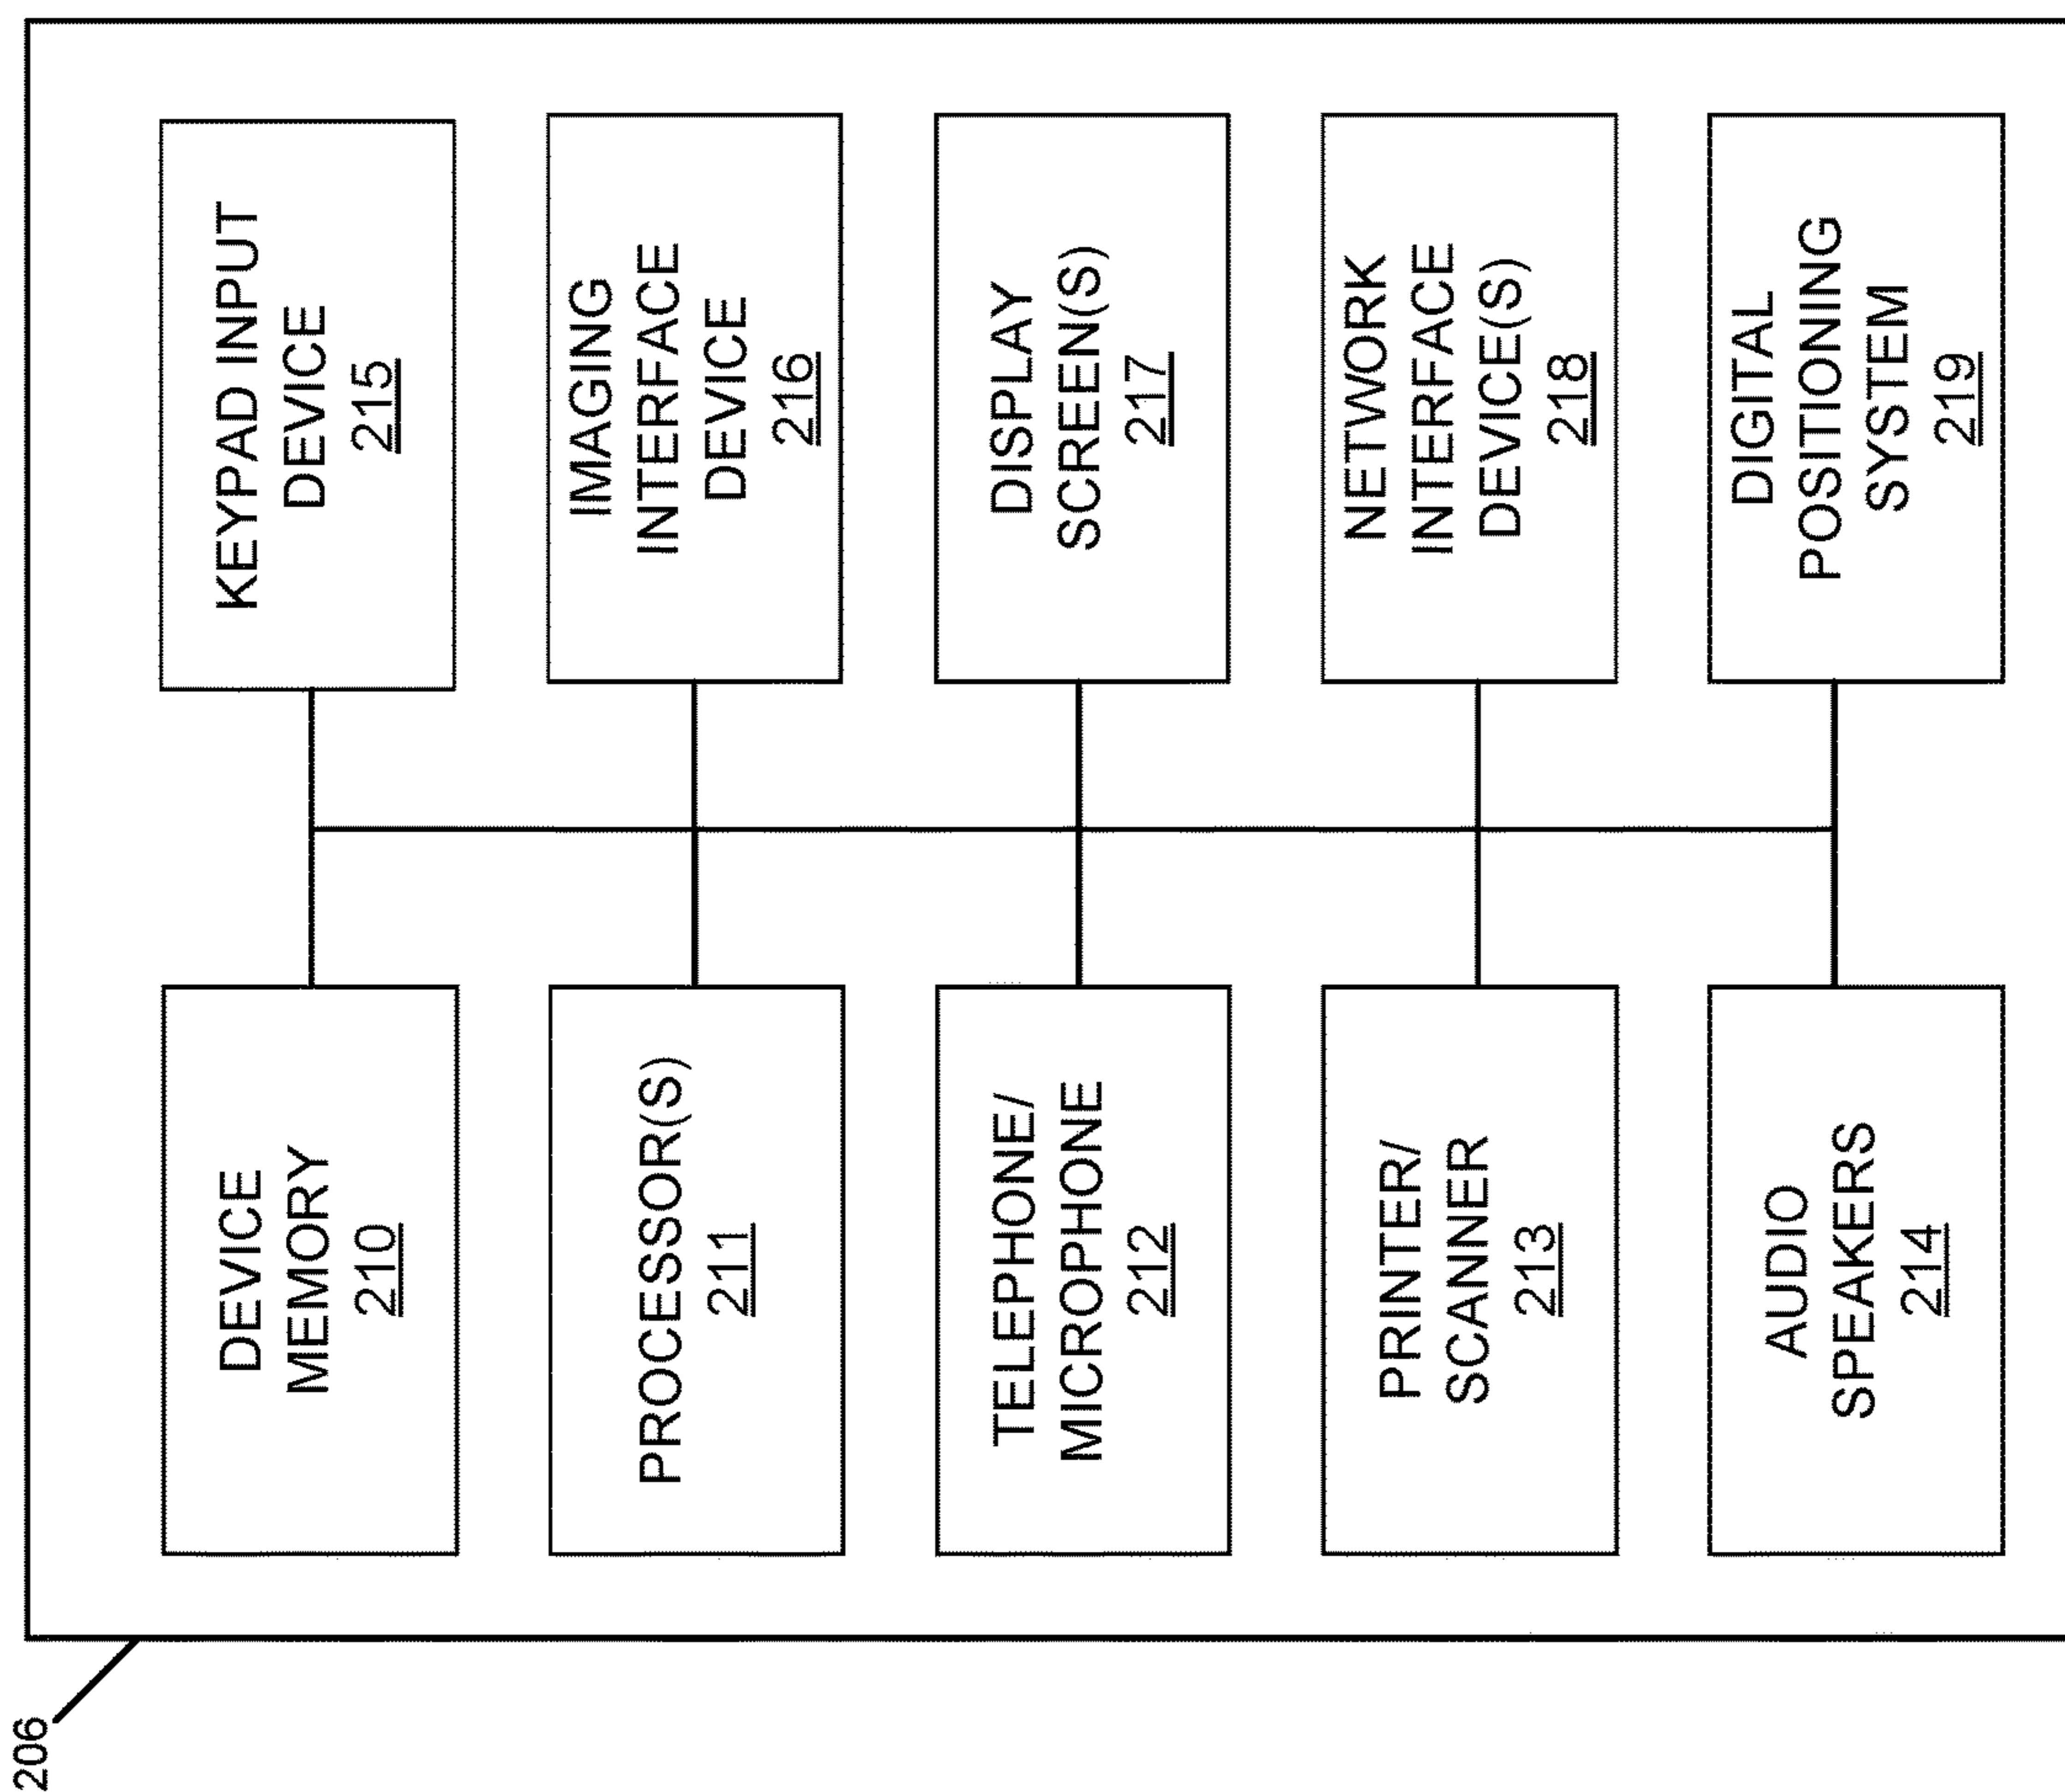 206
DEVICE
MEMORY
210
PROCESSOR(S)
211
TELEPHONE/
MICROPHONE
212
PRINTER/
SCANNER
213
AUDIO
SPEAKERS
214
KEYPAD INPUT
DEVICE
215
IMAGING
INTERFACE
DEVICE
216
DISPLAY
SCREEN(S)
217
NETWORK
INTERFACE
DEVICE(S)
218
DIGITAL
POSITIONING
SYSTEM
219